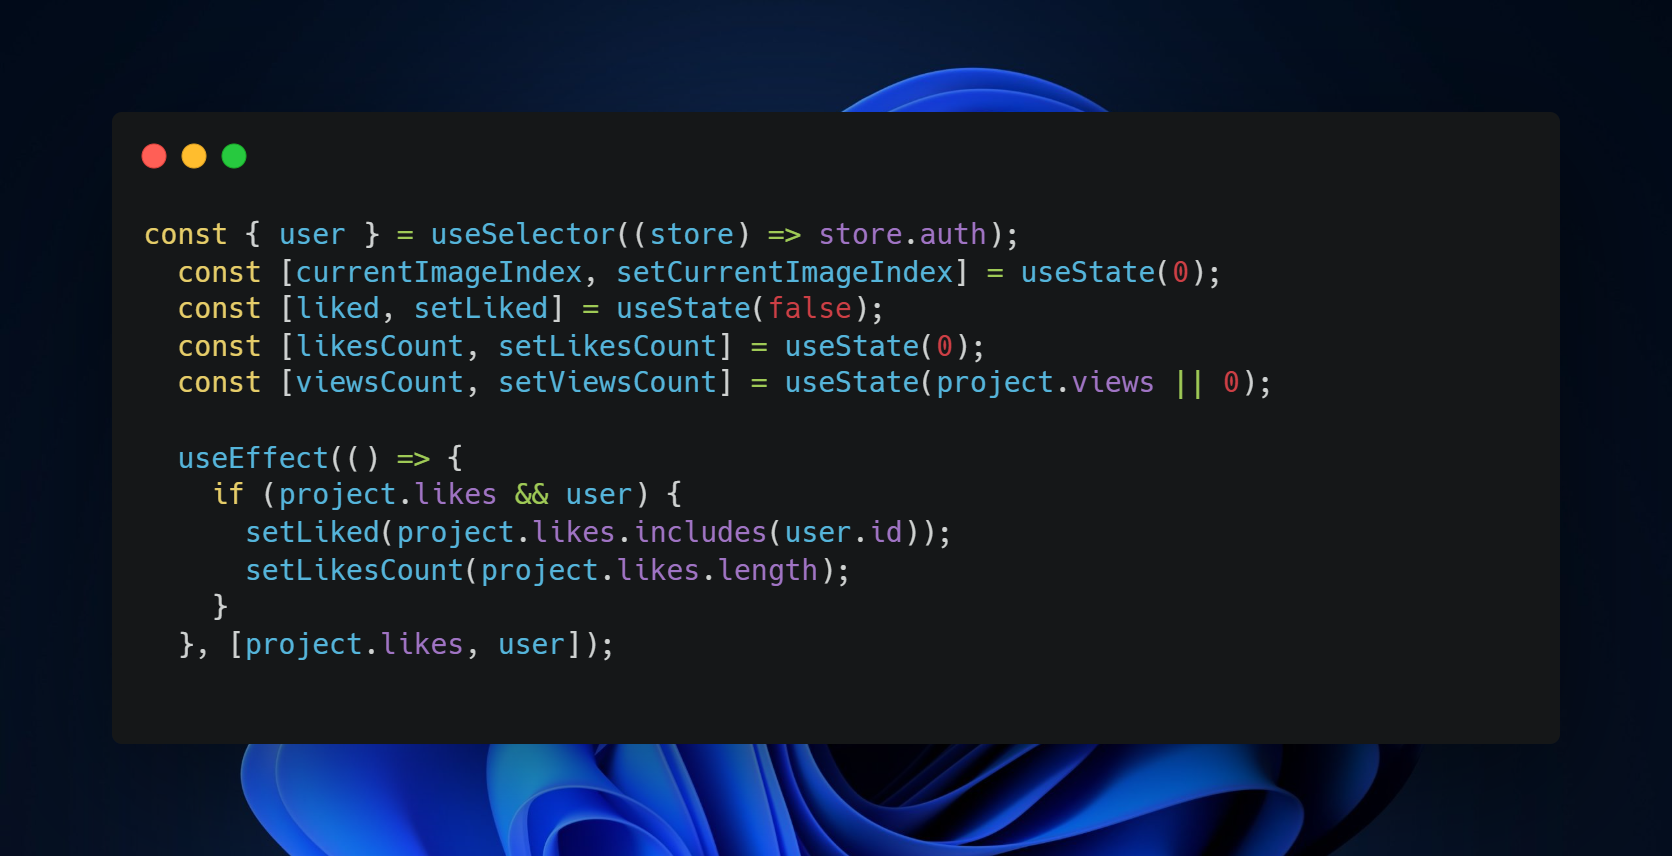 const { user } = useSelector((store) => store.auth);
  const [currentImageIndex, setCurrentImageIndex] = useState(0);
  const [liked, setLiked] = useState(false);
  const [likesCount, setLikesCount] = useState(0);
  const [viewsCount, setViewsCount] = useState(project.views || 0);

  useEffect(() => {
    if (project.likes && user) {
      setLiked(project.likes.includes(user.id));
      setLikesCount(project.likes.length);
    }
  }, [project.likes, user]);